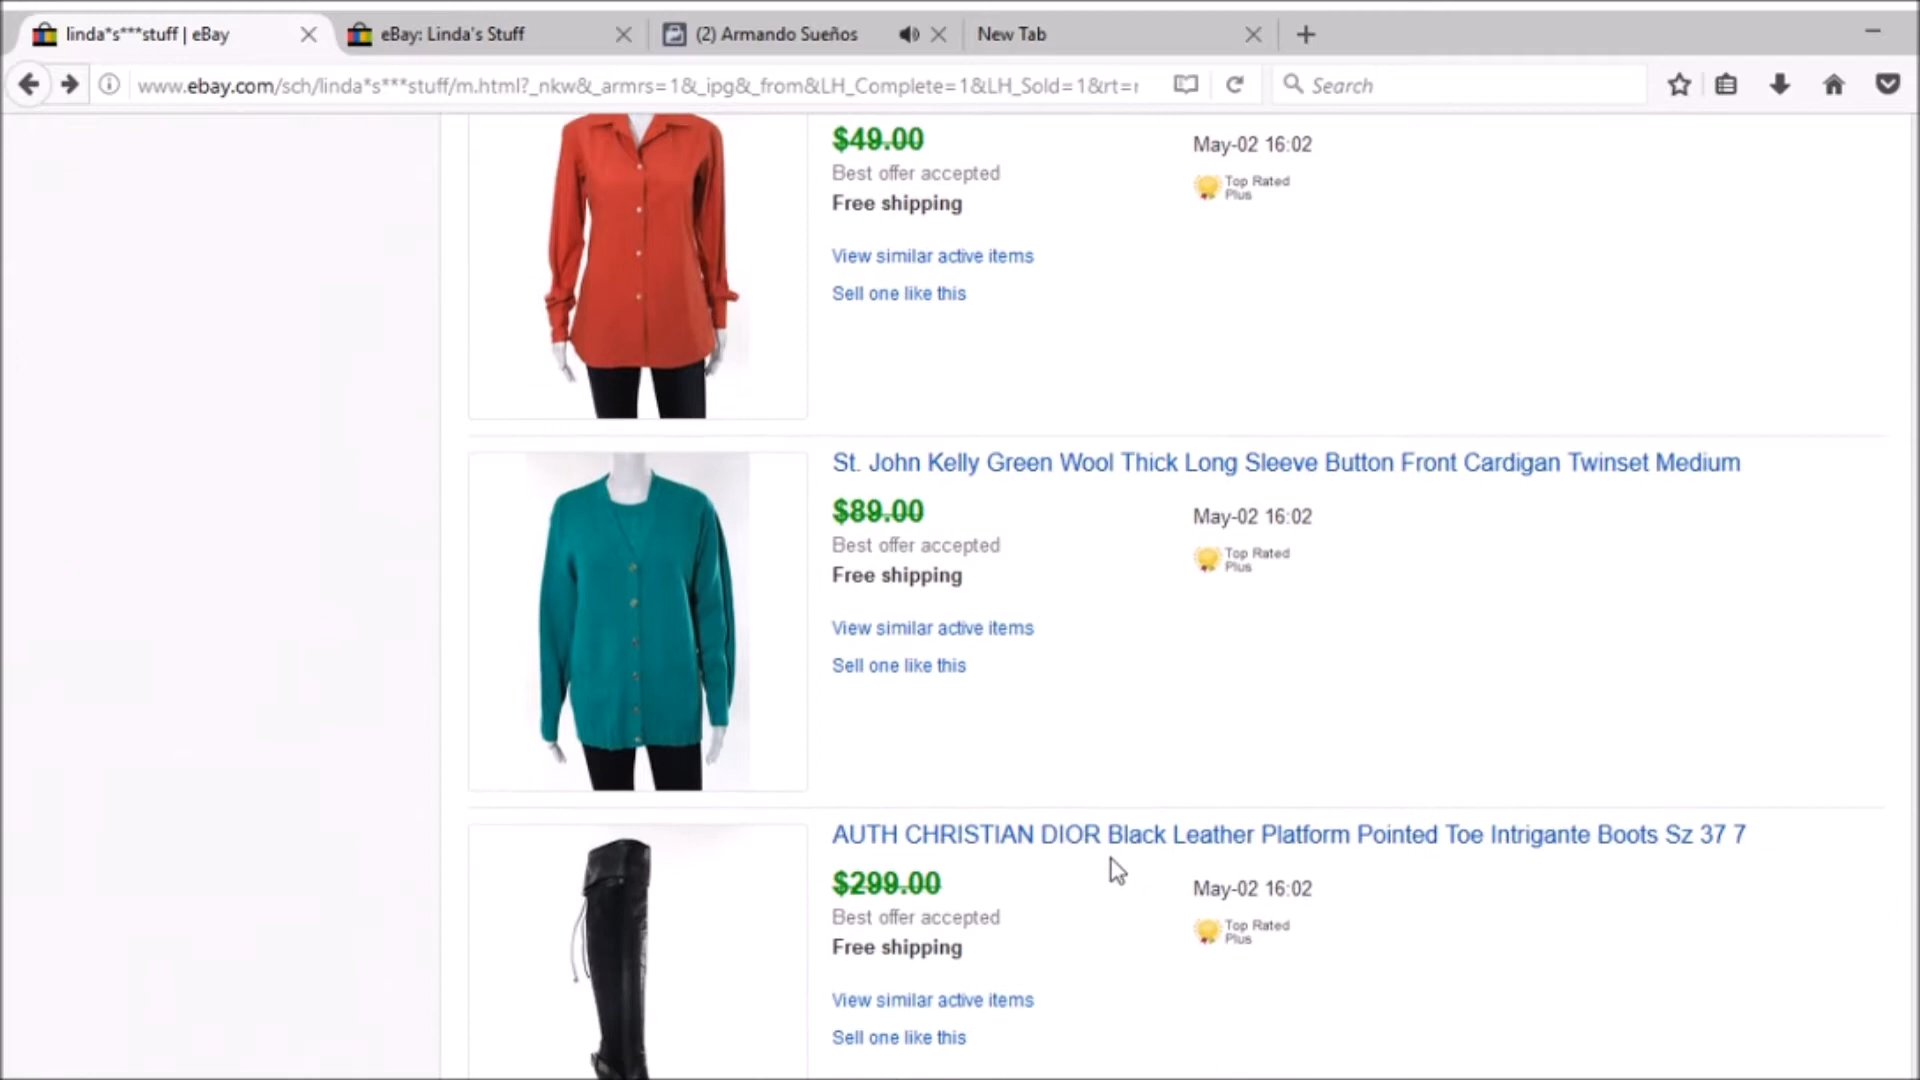 linda*s***stuff | eBay
eBay: Linda's Stuff
(2) Armando Sueños
New Tab
www.ebay.com/sch/linda*s***stuff/m.html?_nkw&_armrs=1&_ipg&_from&LH_Complete=1&LH_Sold=1&rt=r
Search
$49.00
May-02 16:02
Best offer accepted
Top Rated
Plus
Free shipping
View similar active items
Sell one like this
St. John Kelly Green Wool Thick Long Sleeve Button Front Cardigan Twinset Medium
$89.00
May-02 16:02
Best offer accepted
Top Rated
Plus
Free shipping
View similar active items
Sell one like this
AUTH CHRISTIAN DIOR Black Leather Platform Pointed Toe Intrigante Boots Sz 37 7
$299.00
May-02 16:02
Best offer accepted
Top Rated
Plus
Free shipping
View similar active items
Sell one like this